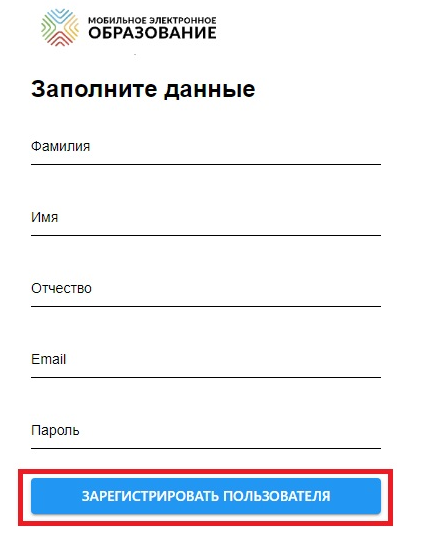 МОБИЛЬНОЕ ЭЛЕКТРОННОЕ
ОБРАЗОВАНИЕ
Заполните данные
Фамилия
Имя
Отчество
Email
Пароль
ЗАРЕГИСТРИРОВАТЬ ПОЛЬЗОВАТЕЛЯ